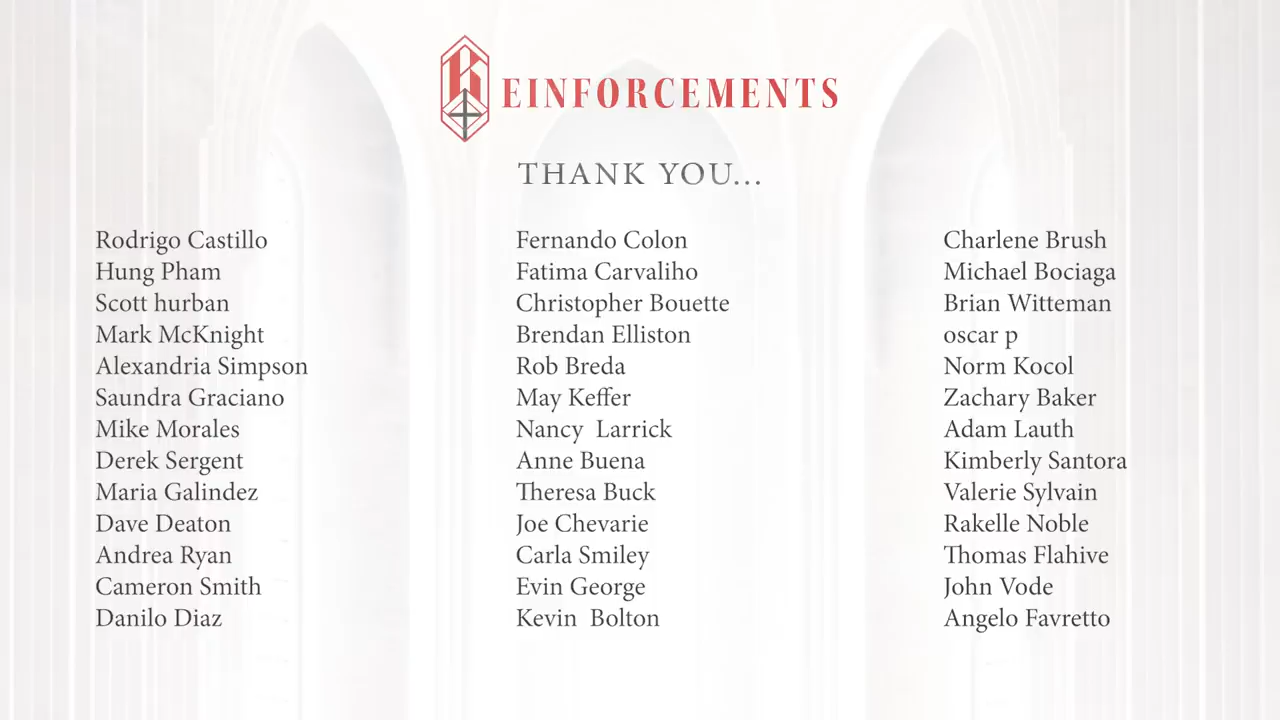 REINFORCEMENTS
THANK YOU...
Rodrigo Castillo
Hung Pham
Scott hurban
Mark McKnight
Alexandria Simpson
Saundra Graciano
Mike Morales
Derek Sergent
Maria Galindez
Dave Deaton
Andrea Ryan
Cameron Smith
Danilo Diaz
Fernando Colon
Fatima Carvaliho
Christopher Bouette
Brendan Elliston
Rob Breda
May Keffer
Nancy  Larrick
Anne Buena
Theresa Buck
Joe Chevarie
Carla Smiley
Evin George
Kevin  Bolton
Charlene Brush
Michael Bociaga
Brian Witteman
oscar p
Norm Kocol
Zachary Baker
Adam Lauth
Kimberly Santora
Valerie Sylvain
Rakelle Noble
Thomas Flahive
John Vode
Angelo Favretto